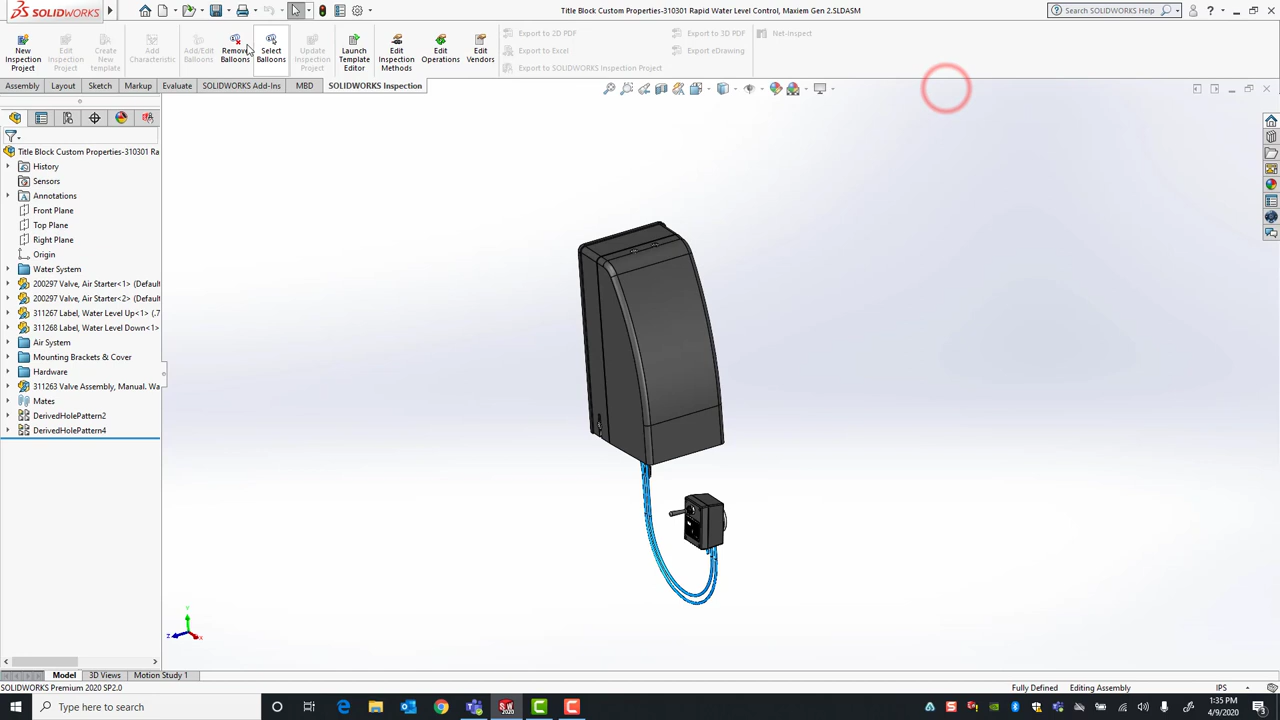 SOLIDWORKS
Title Block Custom Properties-310301 Rapid Water Level Control, Maxiem Gen 2.SLDASM
Search SOLIDWORKS Help
New Inspection Project
Edit Inspection Project
Create New template
Add Characteristic
Add/Edit Balloons
Remove Balloons
Select Balloons
Update Inspection Project
Launch Template Editor
Edit Inspection Methods
Edit Operations
Edit Vendors
Export to 2D PDF
Export to Excel
Export to SOLIDWORKS Inspection Project
Export to 3D PDF
Export eDrawing
Net-Inspect
Assembly
Layout
Sketch
Markup
Evaluate
SOLIDWORKS Add-Ins
MBD
SOLIDWORKS Inspection
Title Block Custom Properties-310301 Ra
History
Sensors
Annotations
Front Plane
Top Plane
Right Plane
Origin
Water System
200297 Valve, Air Starter<1> (Default
200297 Valve, Air Starter<2> (Default
311267 Label, Water Level Up<1> (.7
311268 Label, Water Level Down<1>
Air System
Mounting Brackets & Cover
Hardware
311263 Valve Assembly, Manual. Wa
Mates
DerivedHolePattern2
DerivedHolePattern4
Y
Z
X
Model
3D Views
Motion Study 1
SOLIDWORKS Premium 2020 SP2.0
Fully Defined
Editing Assembly
IPS
Type here to search
1:35 PM
4/9/2020